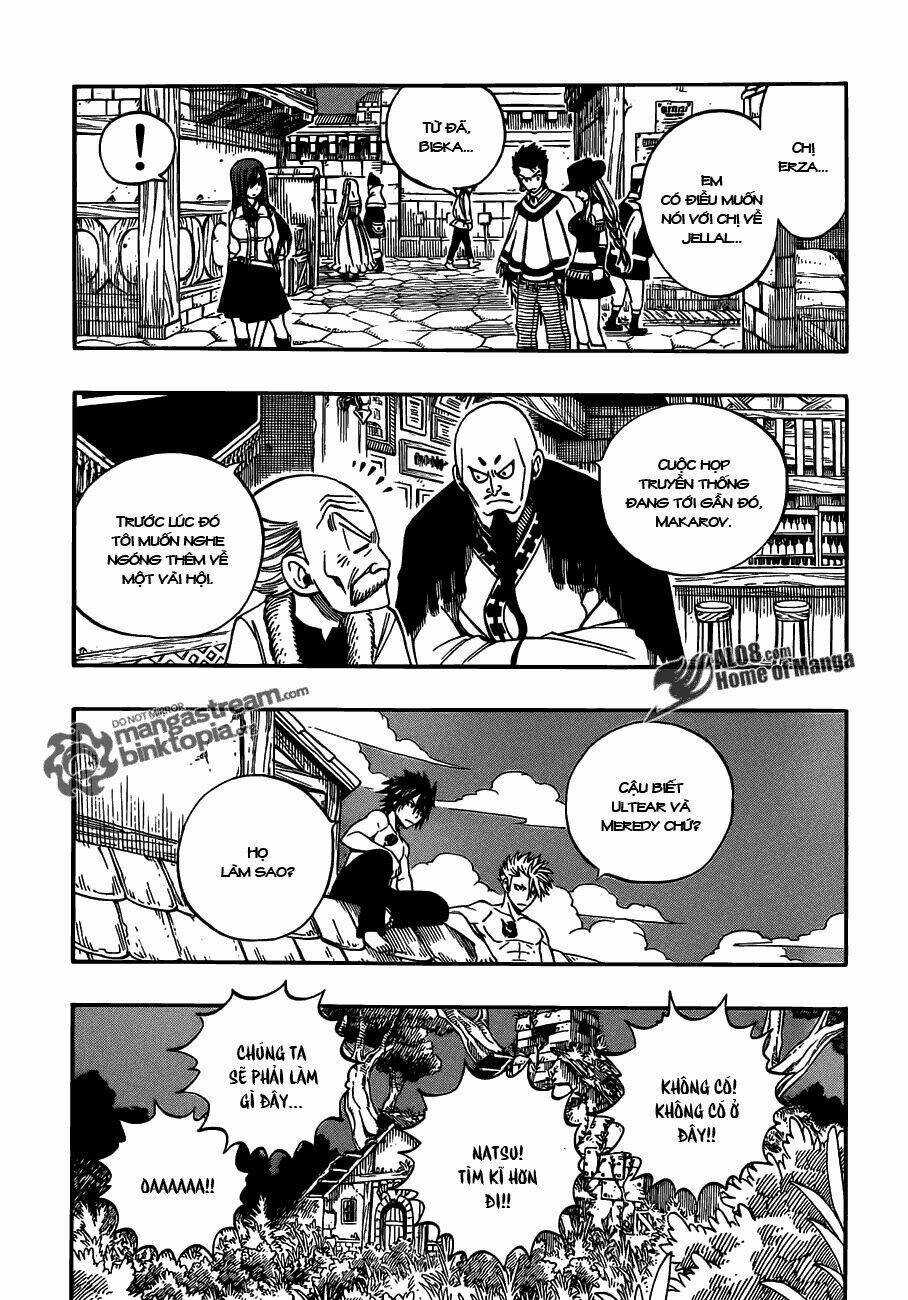 CHỊ
ERZA...
EM
CÓ ĐIỀU MUỐN
NÓI VỚI CHỊ VỀ
JELLAL...
TỪ ĐÃ,
BISKA...
!
CUỘC HỌP
TRUYỀN THỐNG
ĐANG TỚI GẦN ĐÓ,
MAKAROV.
TRƯỚC LÚC ĐÓ
TÔI MUỐN NGHE
NGÓNG THÊM VỀ
MỘT VÀI HỘI.
AL08.com
Home of Manga
DO NOT MIRROR
mangastream.com
binktopia
CẬU BIẾT
ULTEAR VÀ
MEREDY CHỨ?
HỌ
LÀM SAO?
KHÔNG CÓ!
KHÔNG CÓ Ở
ĐÂY!!
NATSU!
TÌM KĨ HƠN
ĐI!!
CHÚNG TA
SẼ PHẢI LÀM
GÌ ĐÂY...
OAAAAAA!!